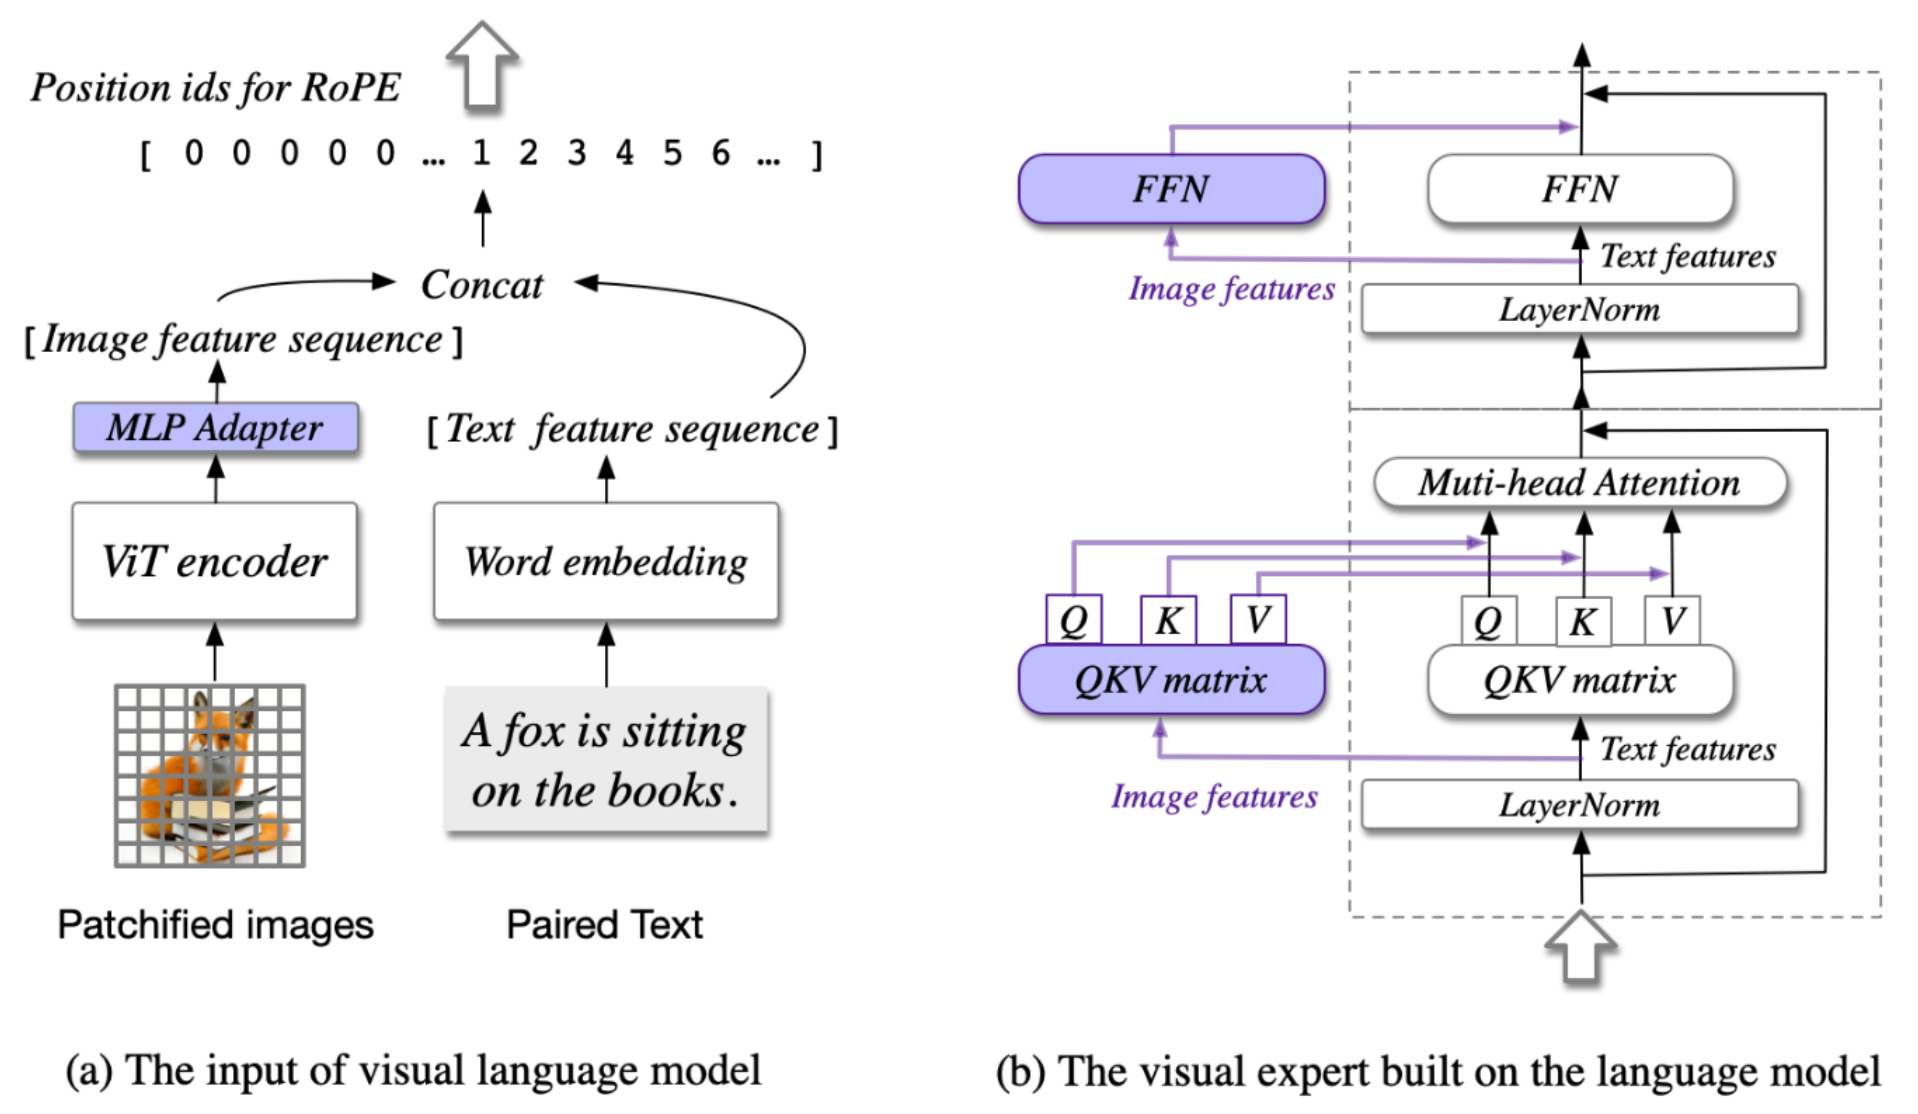 Position ids for RoPE
[ 0 0 0 0 0 … 1 2 3 4 5 6 … ]
Concat
[Image feature sequence]
MLP Adapter
[Text feature sequence]
ViT encoder
Word embedding
A fox is sitting
on the books.
Patchified images
Paired Text
(a) The input of visual language model
FFN
FFN
Text features
Image features
LayerNorm
Muti-head Attention
Q K V
Q K V
QKV matrix
QKV matrix
Text features
Image features
LayerNorm
(b) The visual expert built on the language model